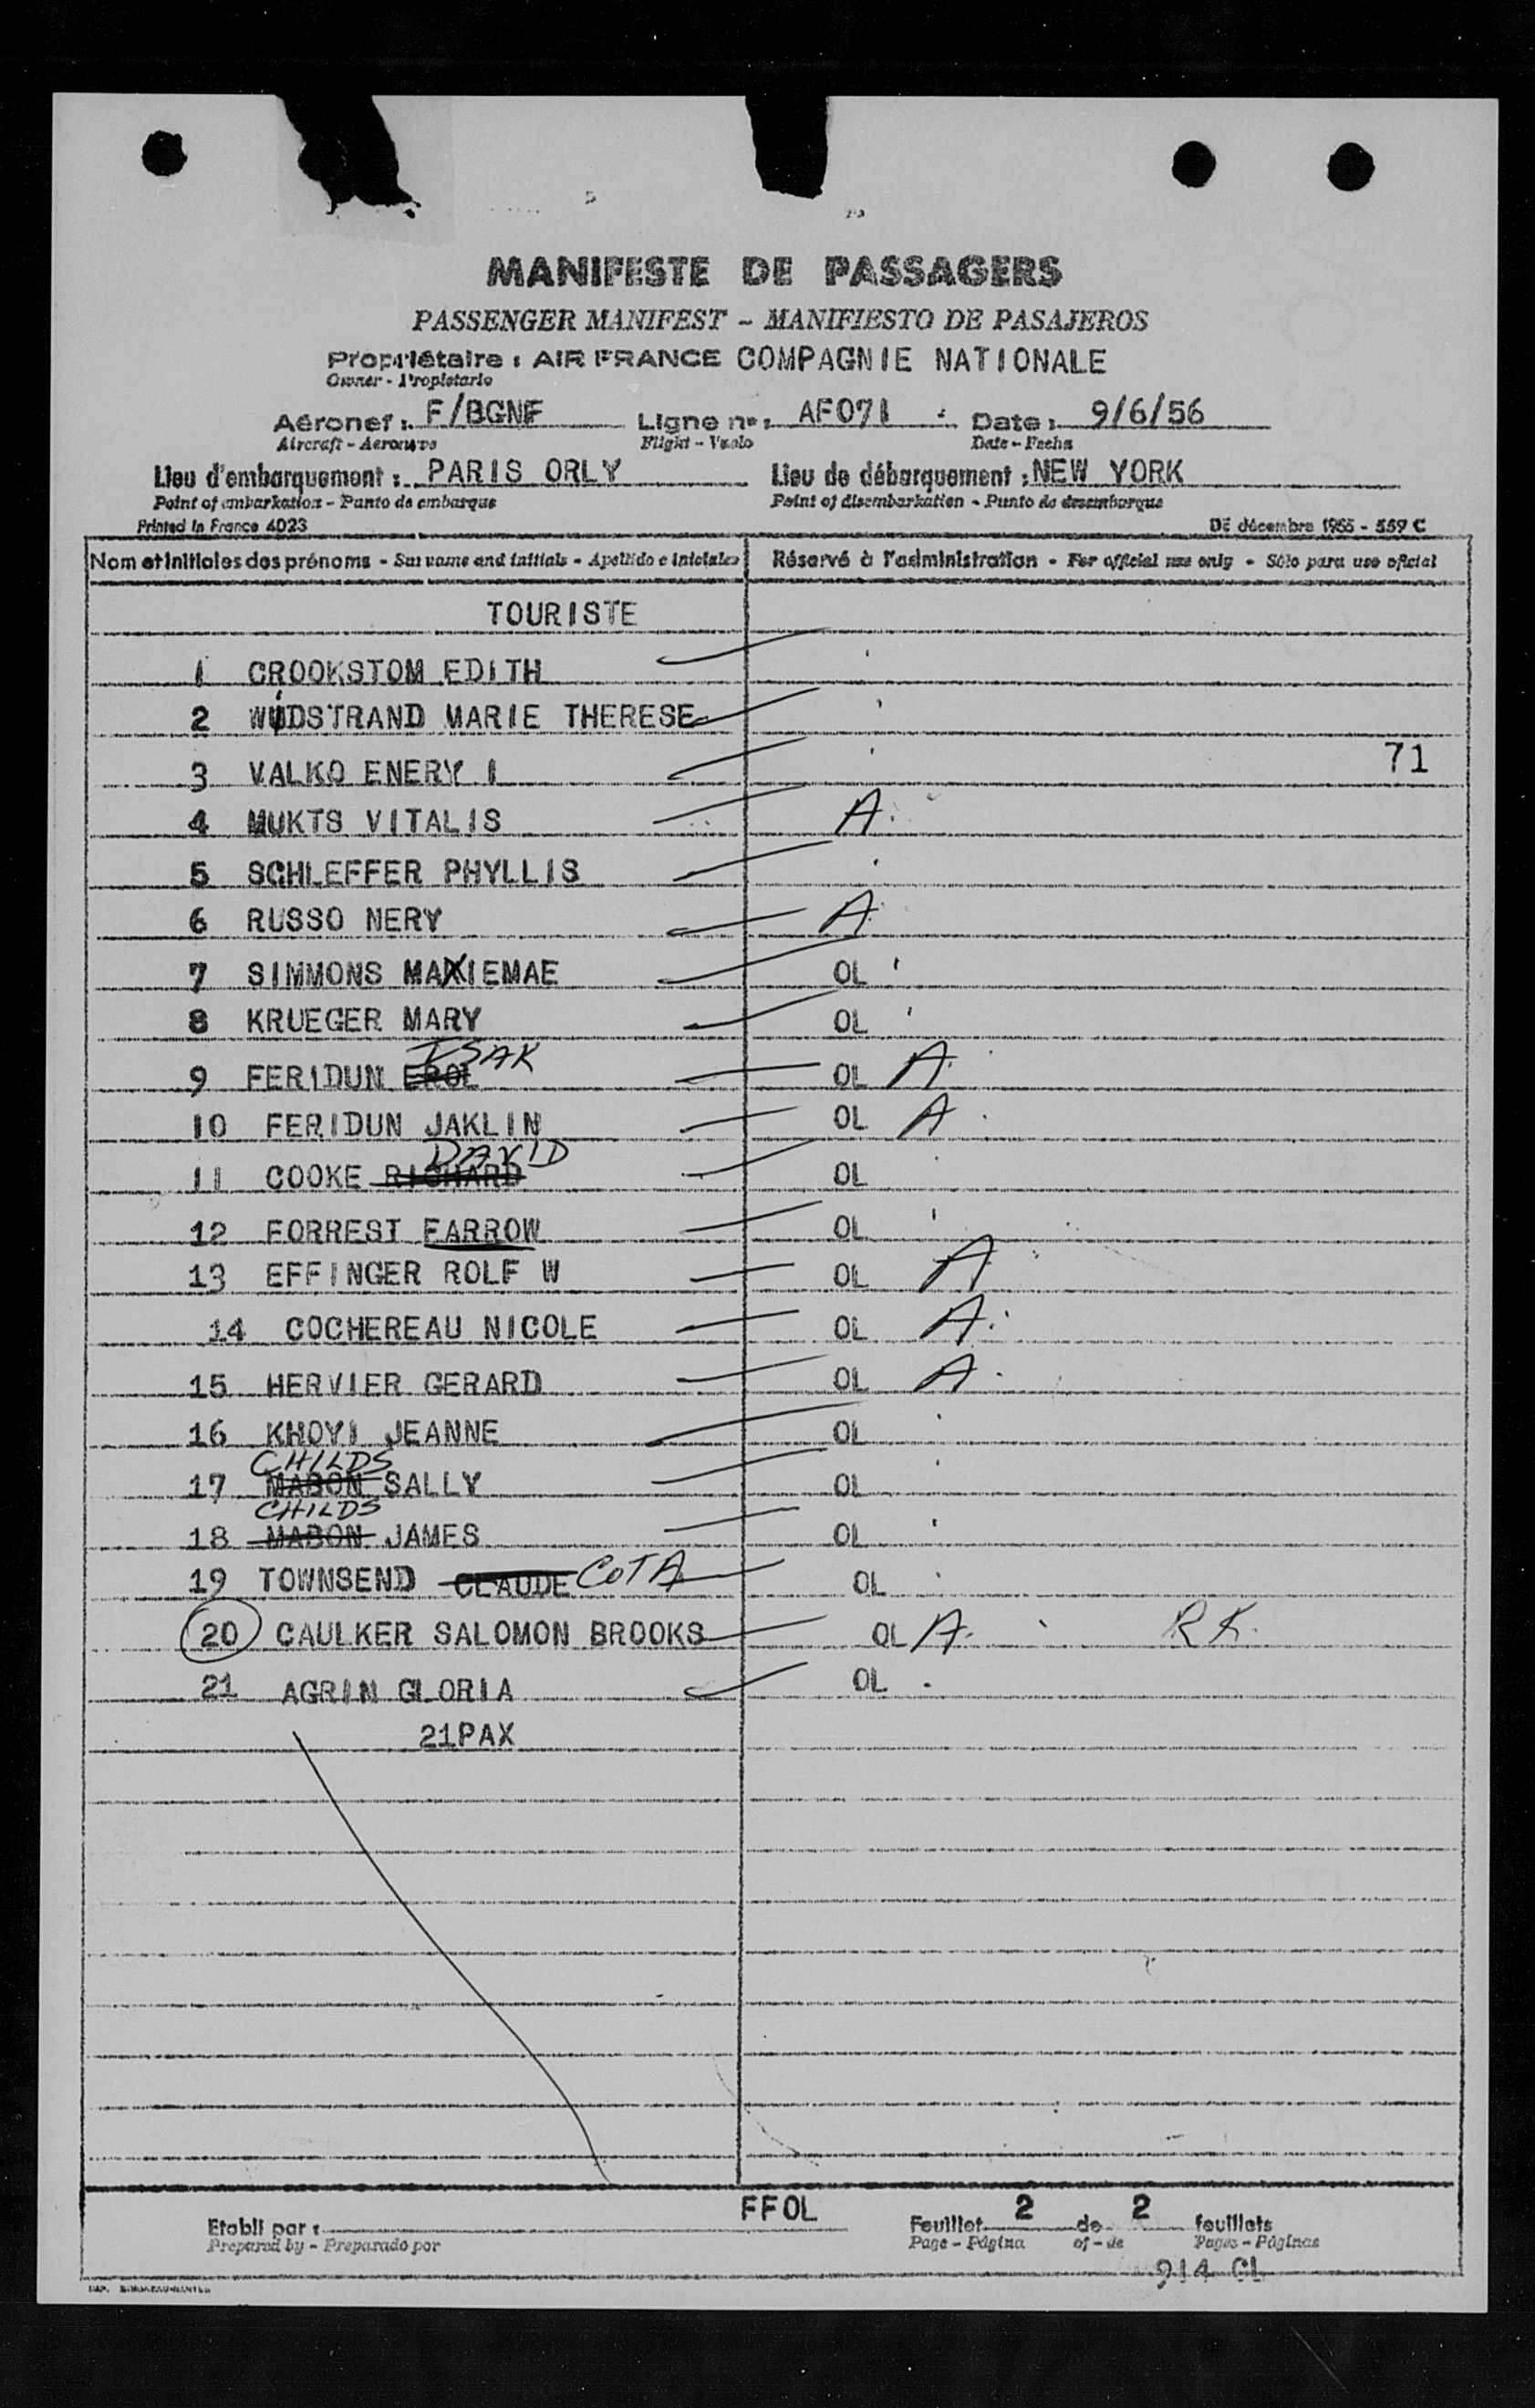 MANIFESTE DE PASSAGERS
PASSENGER MANIFEST - MANIFIESTO DE PASAJEROS
Propriétaire : AIR FRANCE COMPAGNIE NATIONALE
Owner - Propietario
Aéronef : F/BGNF Ligne nº : AF071 Date : 9/6/56
Aircraft - Aeronave Flight - Vuelo Date - Fecha
Lieu d'embarquement : PARIS ORLY Lieu de débarquement : NEW YORK
Point of embarkation - Punto de embarque Point of disembarkation - Punto de desembarque
Printed in France 4023 DE décembre 1955 - 559 C
Nom et initiales des prénoms - Surname and initials - Apellido e iniciales Réservé à l'administration - For official use only - Sólo para uso oficial
TOURISTE
1 CROOKSTOM EDITH
2 WIDSTRAND MARIE THERESE
3 VALKO ENERY I 71
4 MUKTS VITALIS A
5 SCHLEFFER PHYLLIS
6 RUSSO NERY A
7 SIMMONS MAXIEMAE OL
8 KRUEGER MARY OL
ISAK
9 FERIDUN EROL OL A
10 FERIDUN JAKLIN OL A
DAVID
11 COOKE RICHARD OL
12 FORREST FARROW OL
13 EFFINGER ROLF W OL A
14 COCHEREAU NICOLE OL A
15 HERVIER GERARD OL A
16 KHOYI JEANNE OL
CHILDS
17 MABON SALLY OL
CHILDS
18 MABON JAMES OL
19 TOWNSEND CLAUDE COTA OL
20 CAULKER SALOMON BROOKS OL A RK.
21 AGRIN GLORIA OL
21PAX
FFOL
Etabli par : Feuillet 2 de 2 feuillets
Prepared by - Preparado por Page - Página of - de Pages - Páginas
914 CL